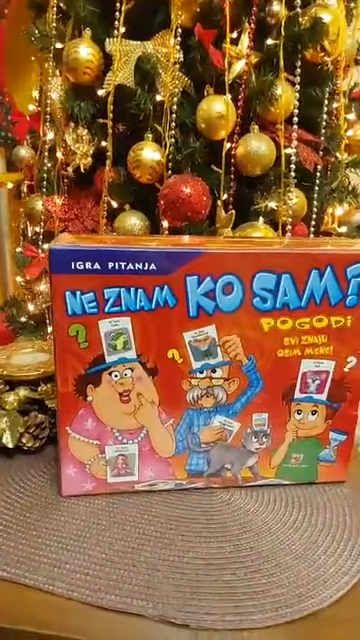 IGRA PITANJA
NE ZNAM KO SAM?
POGODI
SVI ZNAJU
OSIM MENE!